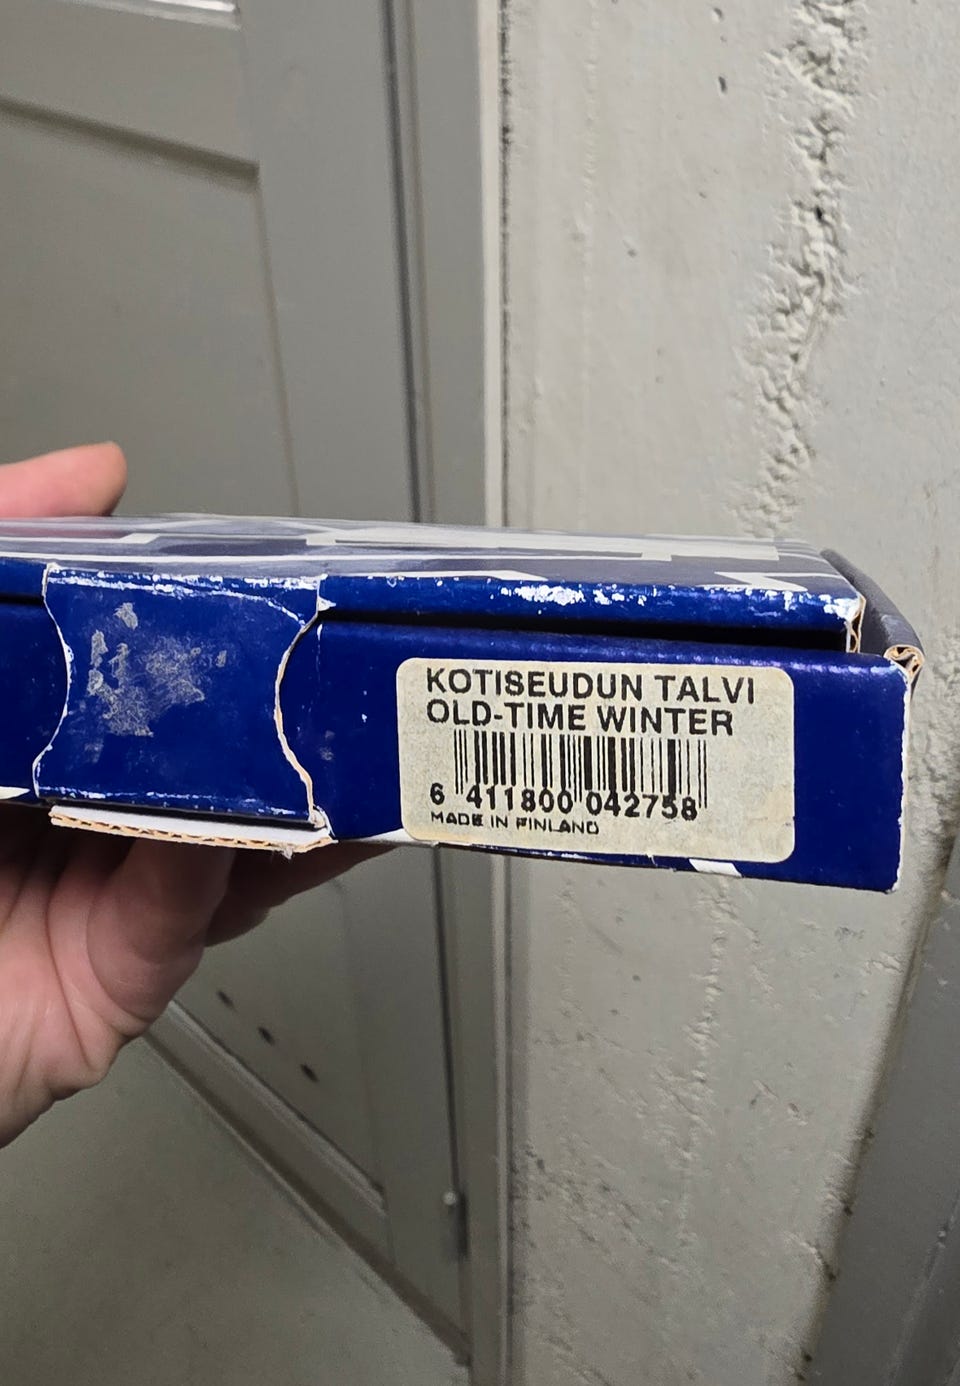 KOTISEUDUN TALVI
OLD-TIME WINTER
6 411800 042758
MADE IN FINLAND